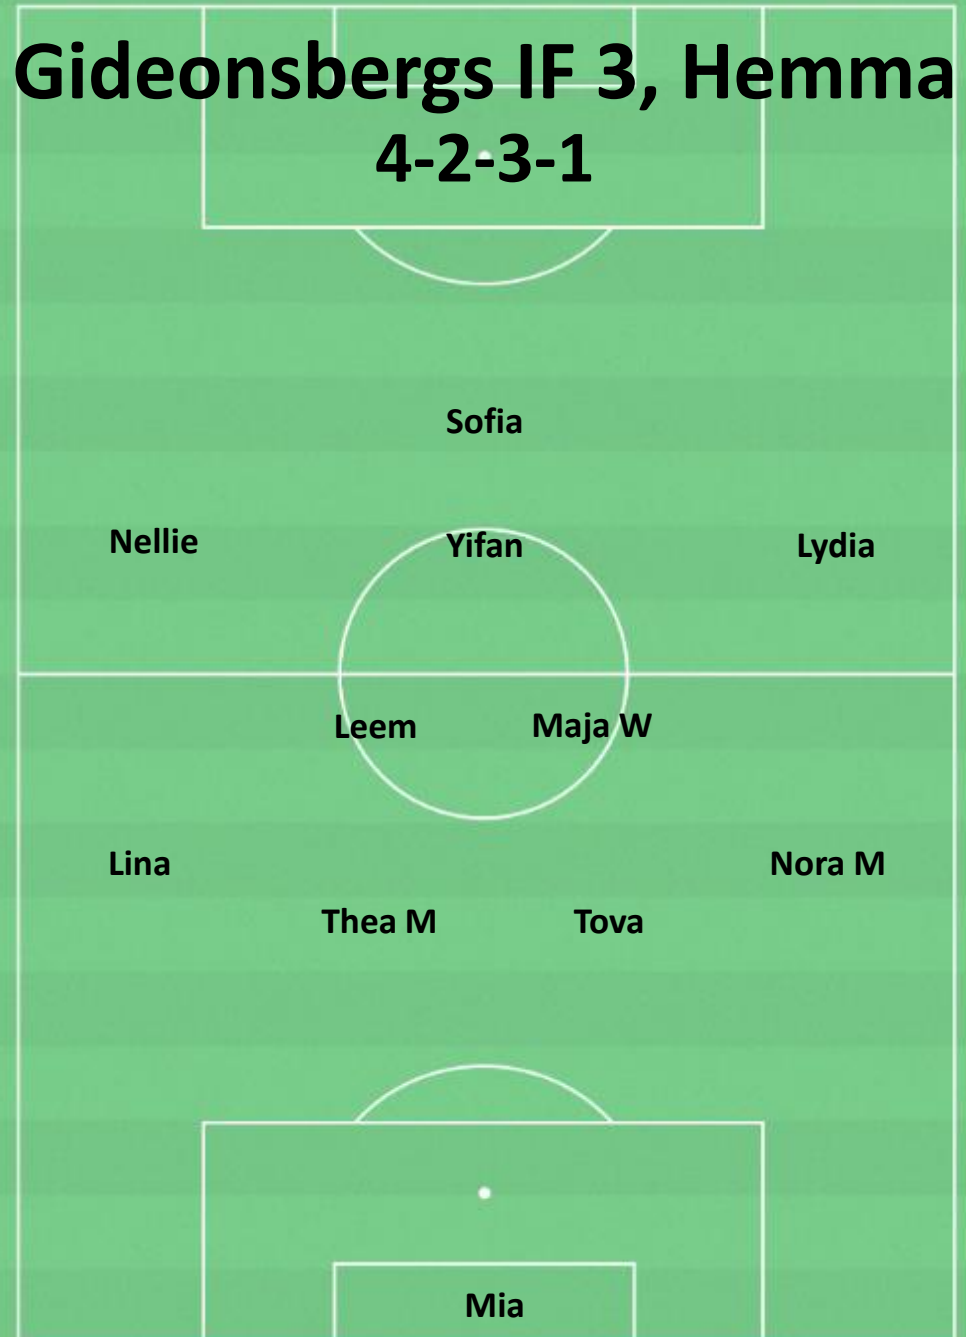 Gideonsbergs IF 3, Hemma
4-2-3-1
Sofia
Nellie Yifan Lydia
Leem Maja W
Lina Nora M
Thea M Tova
Mia